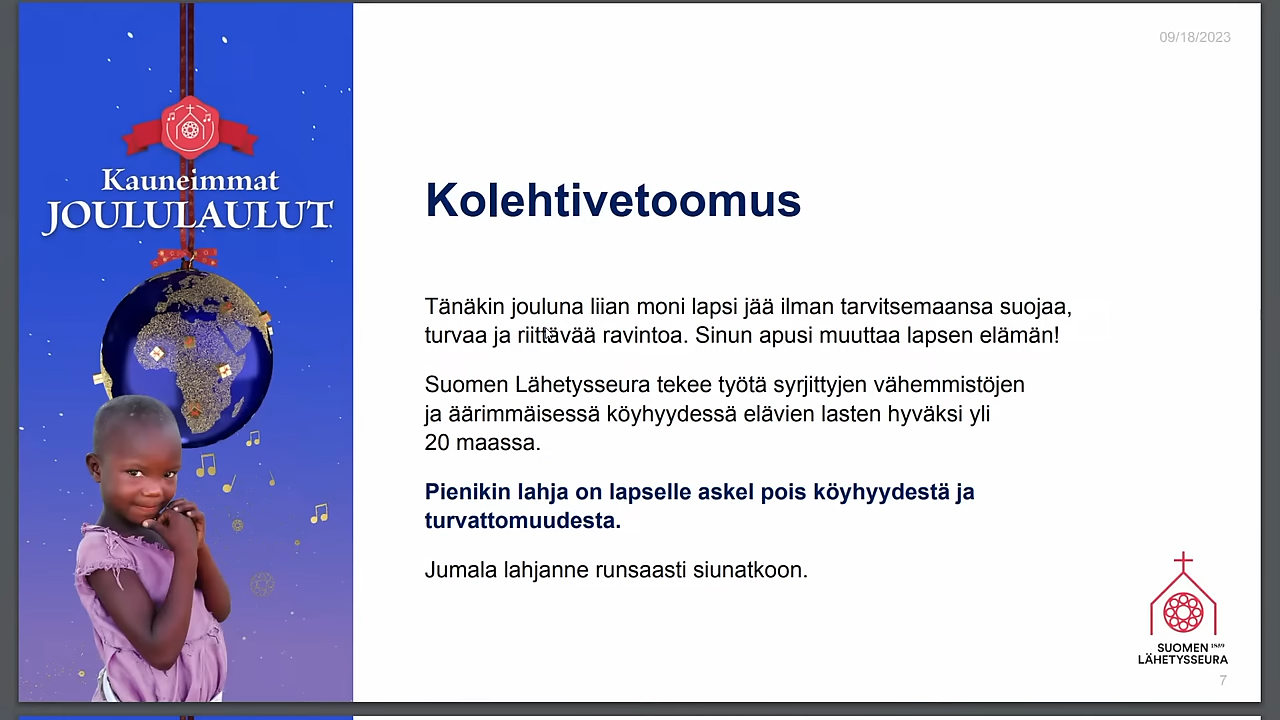 09/18/2023
Kauneimmat
JOULULAULUT
Kolehtivetoomus
Tänäkin jouluna liian moni lapsi jää ilman tarvitsemaansa suojaa,
turvaa ja riittävää ravintoa. Sinun apusi muuttaa lapsen elämän!
Suomen Lähetysseura tekee työtä syrjittyjen vähemmistöjen
ja äärimmäisessä köyhyydessä elävien lasten hyväksi yli
20 maassa.
Pienikin lahja on lapselle askel pois köyhyydestä ja
turvattomuudesta.
Jumala lahjanne runsaasti siunatkoon.
SUOMEN 1859
LÄHETYSSEURA
7